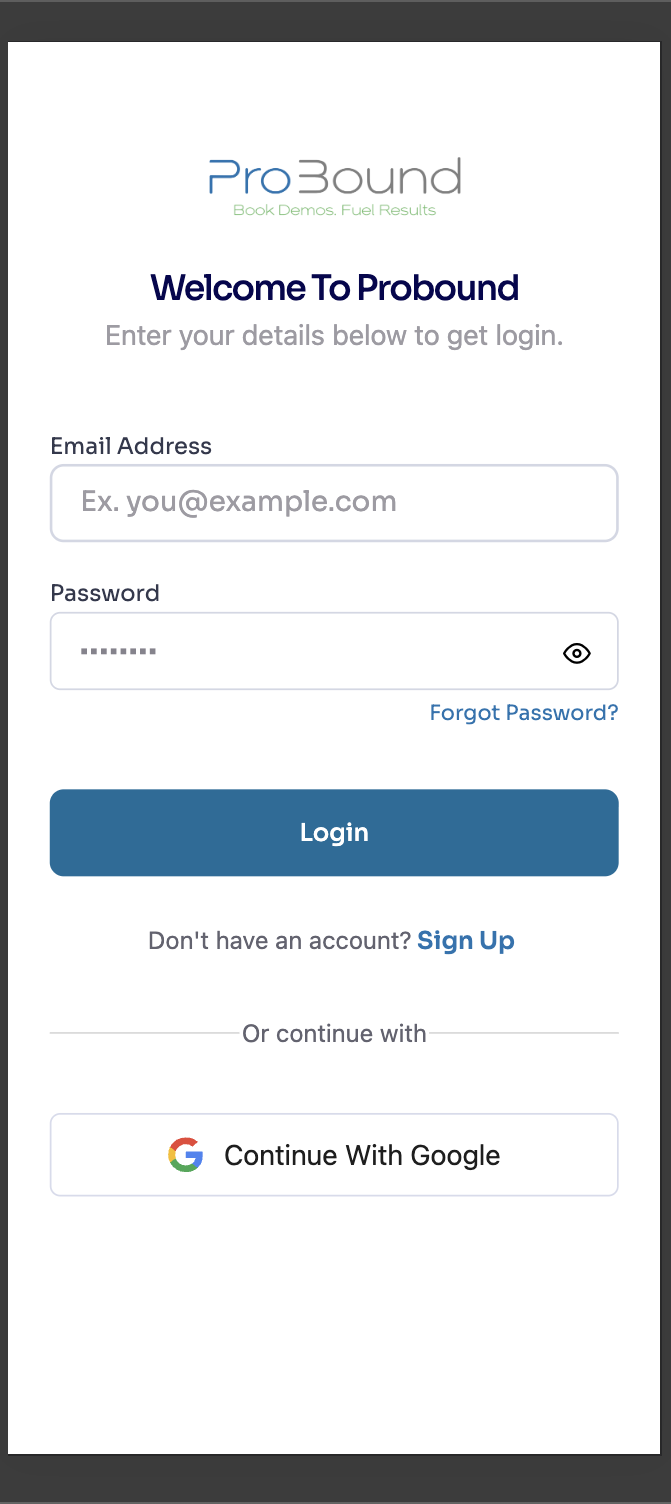 ProBound
Book Demos. Fuel Results
Welcome To Probound
Enter your details below to get login.
Email Address
Ex. you@example.com
Password
Forgot Password?
Login
Don't have an account? Sign Up
Or continue with
Continue With Google